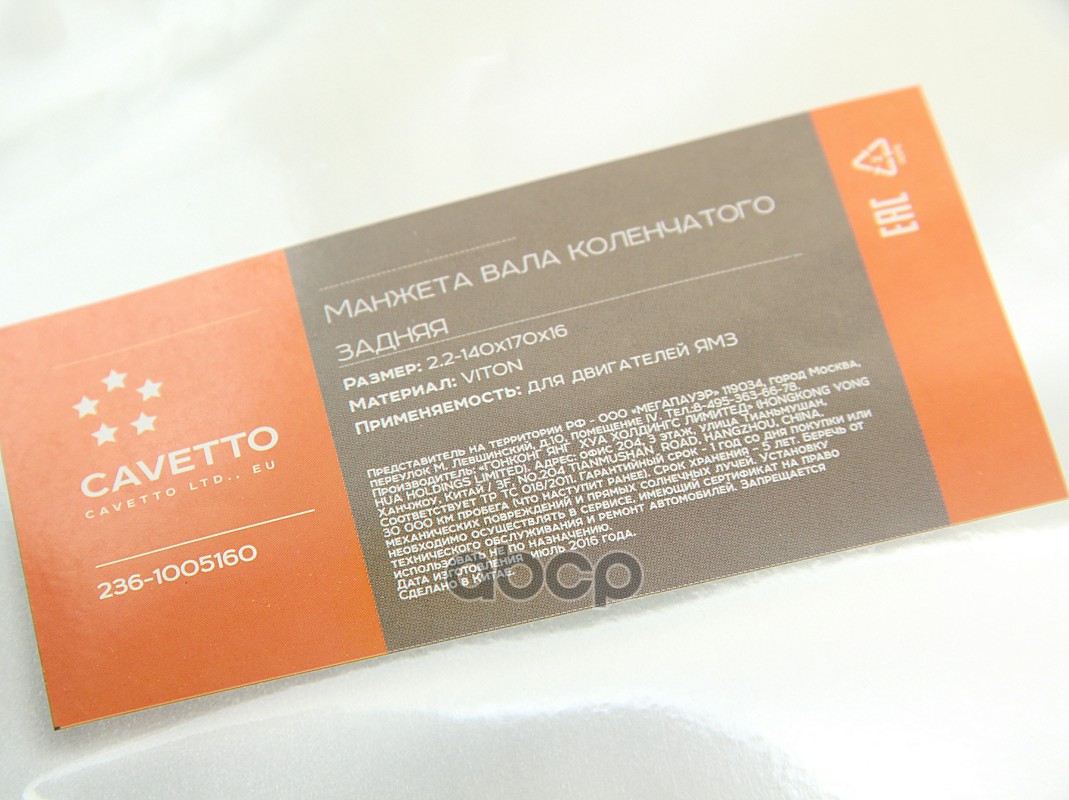 CAVETTO
CAVETTO LTD., EU
236-1005160
МАНЖЕТА ВАЛА КОЛЕНЧАТОГО
ЗАДНЯЯ
РАЗМЕР: 2.2-140X170X16
МАТЕРИАЛ: VITON
ПРИМЕНЯЕМОСТЬ: ДЛЯ ДВИГАТЕЛЕЙ ЯМЗ
ПРЕДСТАВИТЕЛЬ НА ТЕРРИТОРИИ РФ - ООО «МЕГАПАУЭР» 119034, ГОРОД МОСКВА,
ПЕРЕУЛОК М. ЛЕВШИНСКИЙ, Д.10, ПОМЕЩЕНИЕ IV, ТЕЛ.:8-495-363-66-78.
ПРОИЗВОДИТЕЛЬ: «ГОНКОНГ ЯНГ ХУА ХОЛДИНГС ЛИМИТЕД» (HONGKONG YONG
HUA HOLDINGS LIMITED). АДРЕС: ОФИС 204, 3 ЭТАЖ, УЛИЦА ТИАНЬМУШАН,
ХАНЧЖОУ, КИТАЙ / 3F, NO.204 TIANMUSHAN ROAD, HANGZHOU, CHINA.
СООТВЕТСТВУЕТ ТР ТС 018/2011. ГАРАНТИЙНЫЙ СРОК - 1 ГОД СО ДНЯ ПОКУПКИ ИЛИ
30 000 КМ ПРОБЕГА (ЧТО НАСТУПИТ РАНЕЕ). СРОК ХРАНЕНИЯ - 5 ЛЕТ. БЕРЕЧЬ ОТ
МЕХАНИЧЕСКИХ ПОВРЕЖДЕНИЙ И ПРЯМЫХ СОЛНЕЧНЫХ ЛУЧЕЙ. УСТАНОВКУ
НЕОБХОДИМО ОСУЩЕСТВЛЯТЬ В СЕРВИСЕ, ИМЕЮЩИМ СЕРТИФИКАТ НА ПРАВО
ТЕХНИЧЕСКОГО ОБСЛУЖИВАНИЯ И РЕМОНТ АВТОМОБИЛЕЙ. ЗАПРЕЩАЕТСЯ
ИСПОЛЬЗОВАТЬ НЕ ПО НАЗНАЧЕНИЮ.
ДАТА ИЗГОТОВЛЕНИЯ ИЮЛЬ 2016 ГОДА.
СДЕЛАНО В КИТАЕ.
docp
EAC